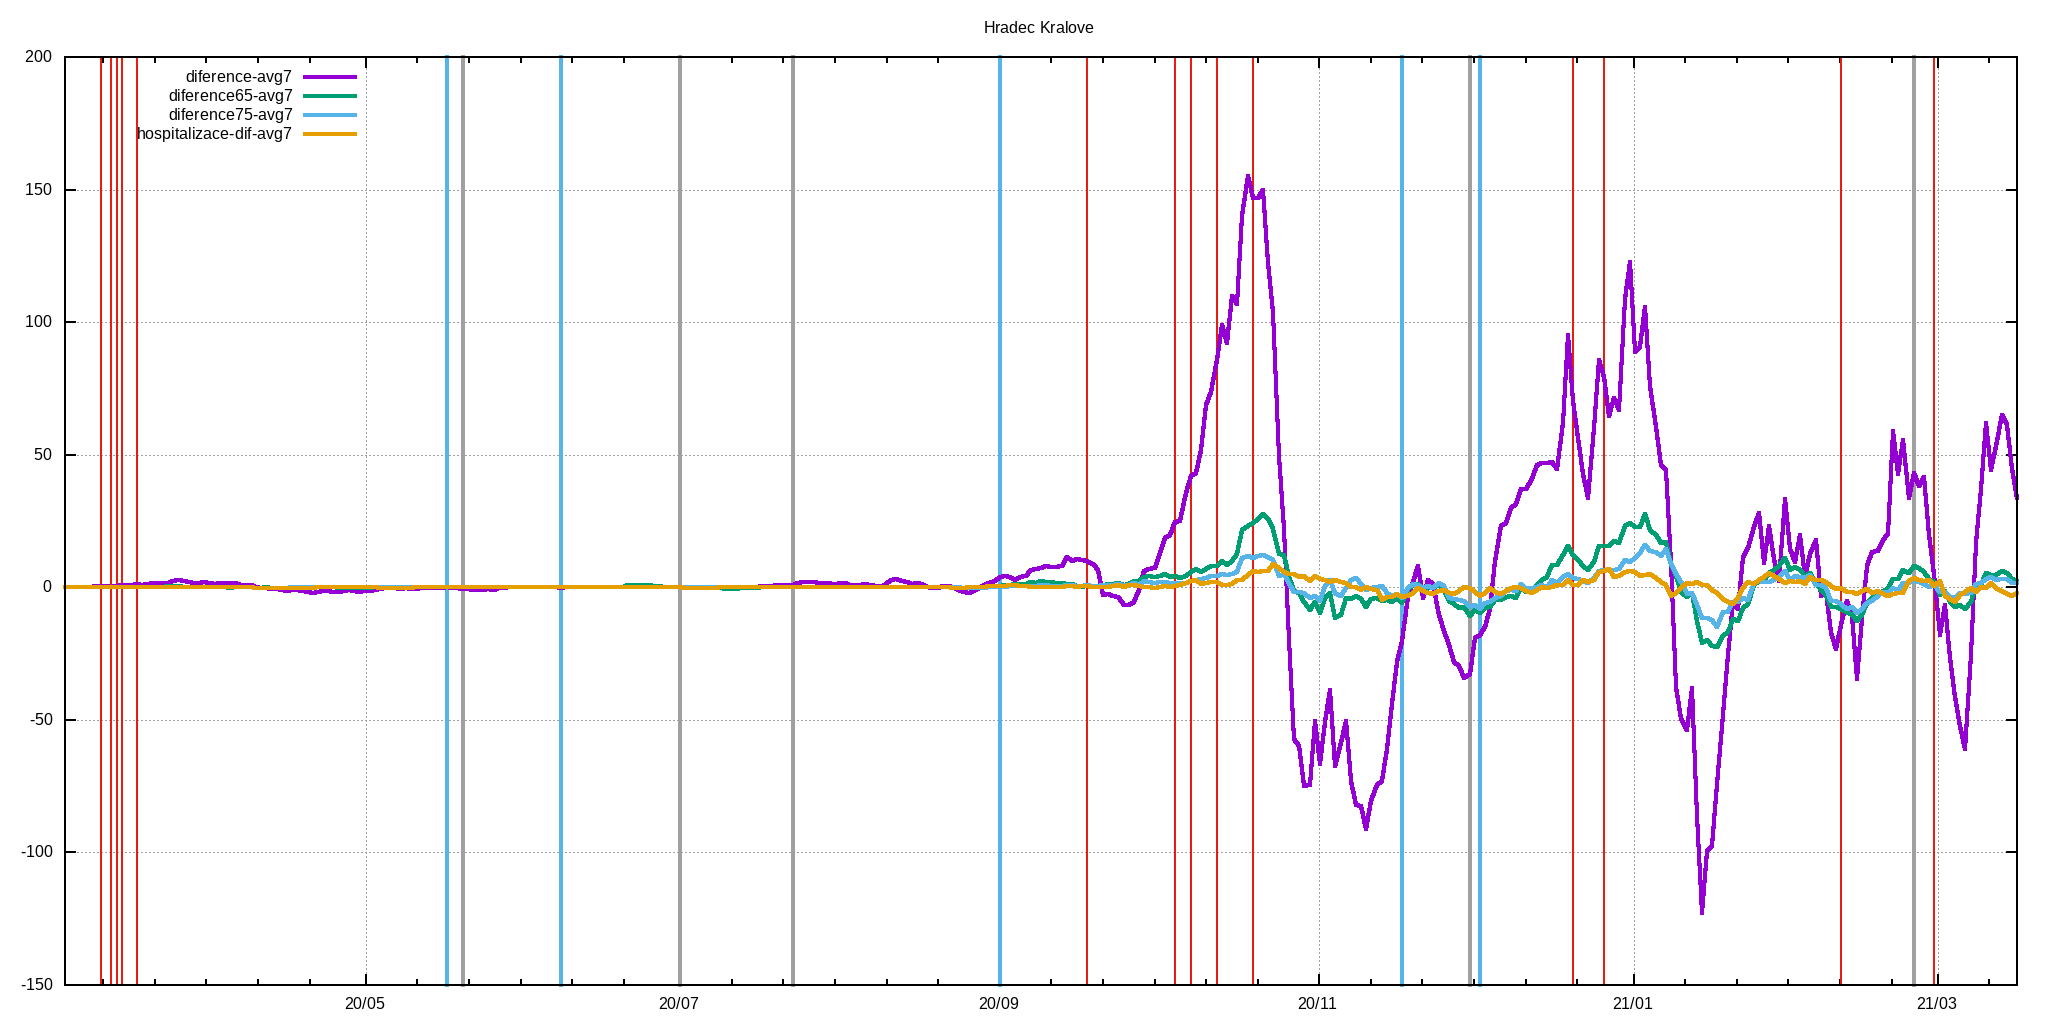 Hradec Kralove
200
150
100
50
0
-50
-100
-150
diference-avg7
diference65-avg7
diference75-avg7
hospitalizace-dif-avg7
20/05
20/07
20/09
20/11
21/01
21/03